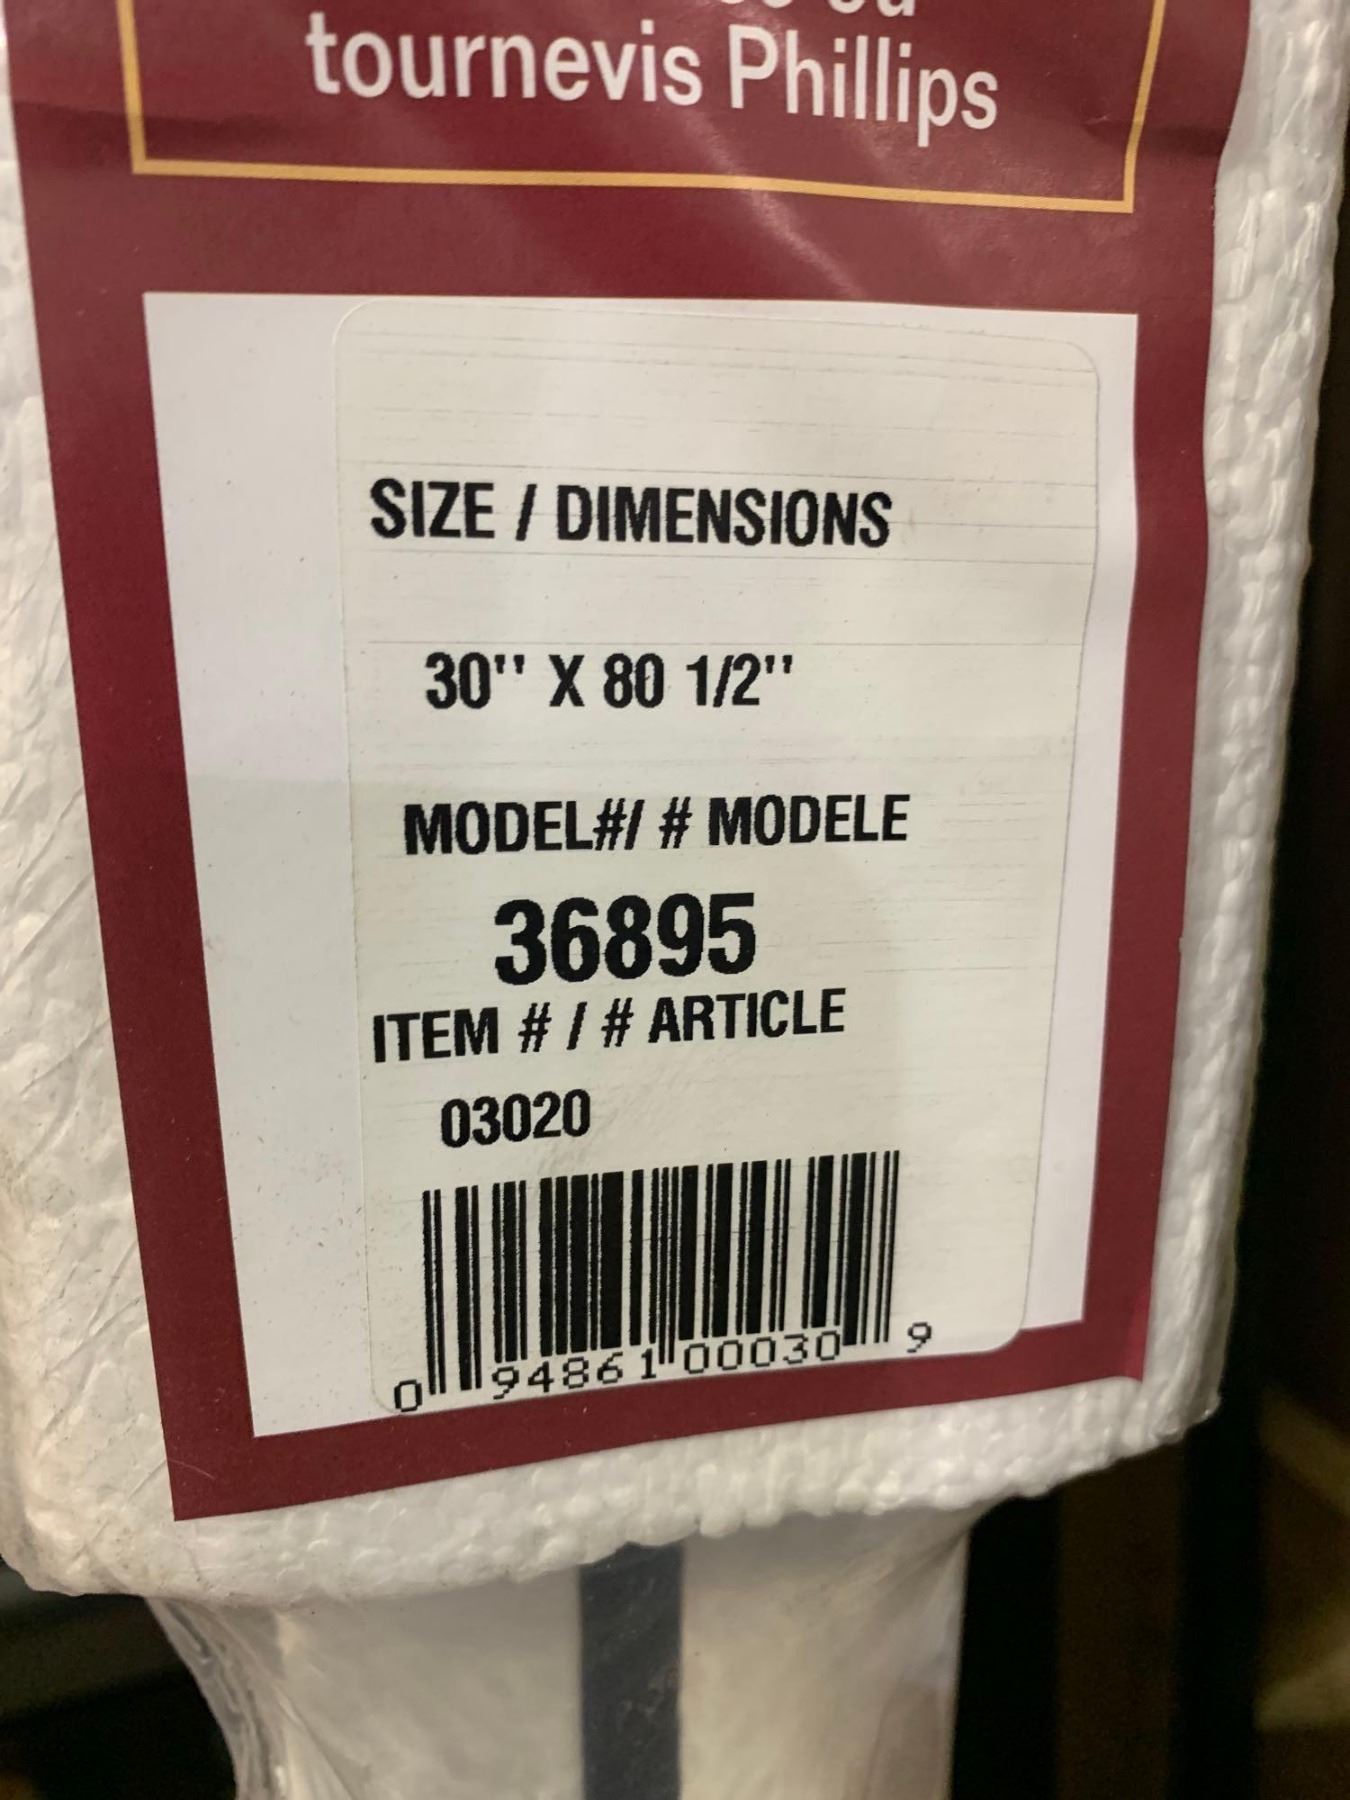 tournevis Phillips
SIZE / DIMENSIONS
30'' X 80 1/2''
MODEL#/ # MODELE
36895
ITEM # / # ARTICLE
03020
0 94861 00030 9